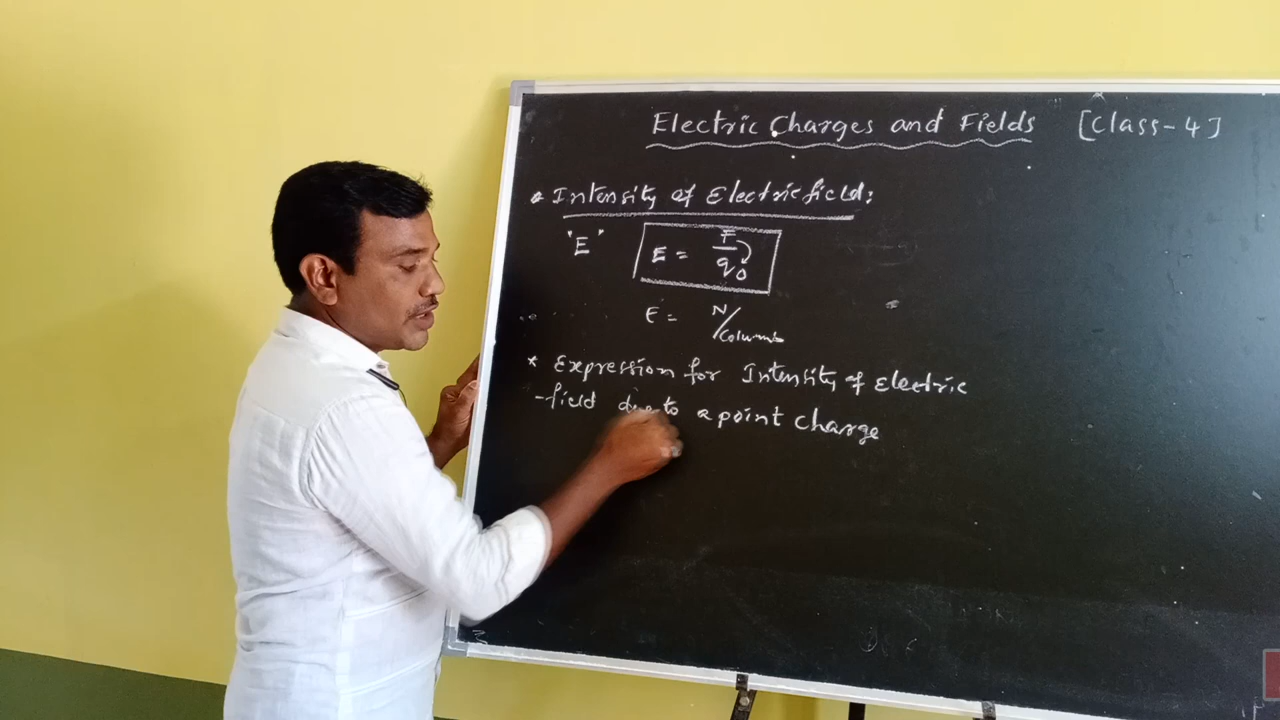 Electric Charges and Fields [Class-4]
* Intensity of Electric field:
"E" E = F/q₀
E = N/
* Expression for Intensity of Electric
-field due to a point charge